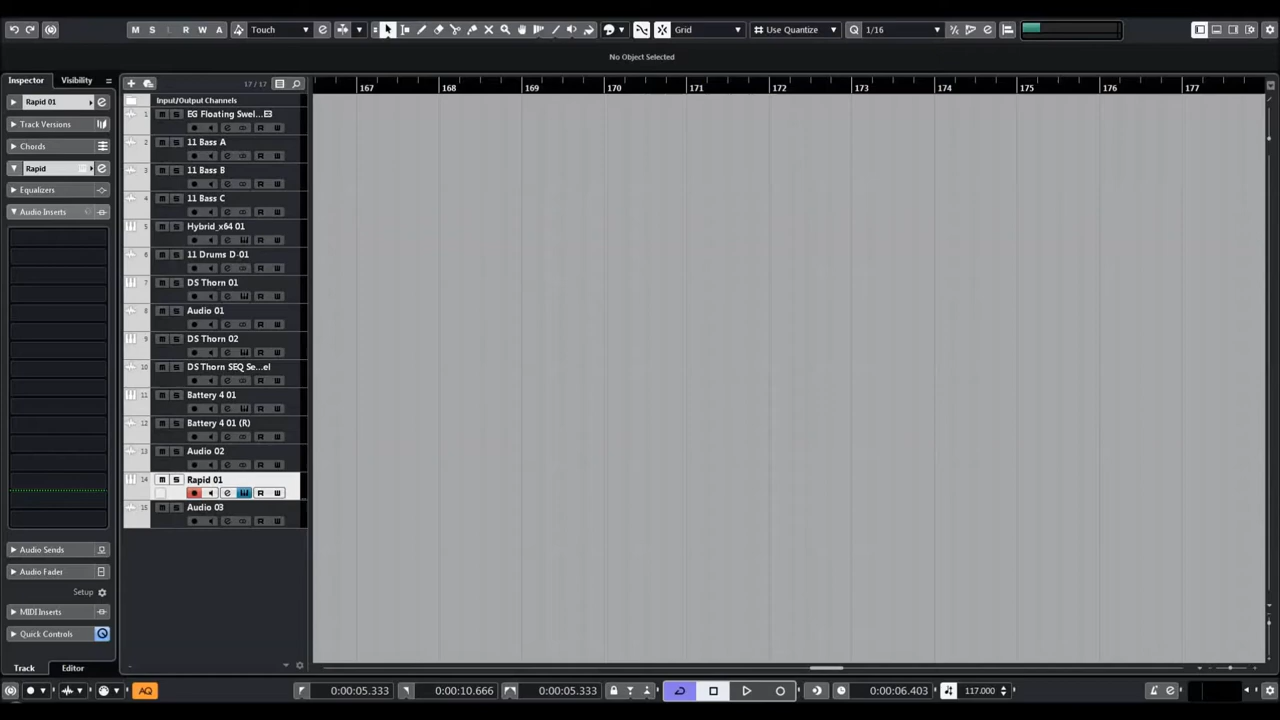 M S L R W A Touch Grid Use Quantize 1/16
No Object Selected
Inspector Visibility
17 / 17
167 168 169 170 171 172 173 174 175 176 177
Rapid 01
Track Versions
Chords
Rapid
Equalizers
Audio Inserts
Audio Sends
Audio Fader
Setup
MIDI Inserts
Quick Controls
Track Editor
Input/Output Channels
1 M S EG Floating Swel...
R W
2 M S 11 Bass A
R W
3 M S 11 Bass B
R W
4 M S 11 Bass C
R W
5 M S Hybrid_x64 01
R W
6 M S 11 Drums D-01
R W
7 M S DS Thorn 01
R W
8 M S Audio 01
R W
9 M S DS Thorn 02
R W
10 M S DS Thorn SEQ Se...el
R W
11 M S Battery 4 01
R W
12 M S Battery 4 01 (R)
R W
13 M S Audio 02
R W
14 M S Rapid 01
R W
15 M S Audio 03
R W
AQ 0:00:05.333 0:00:10.666 0:00:05.333 0:00:06.403 117.000